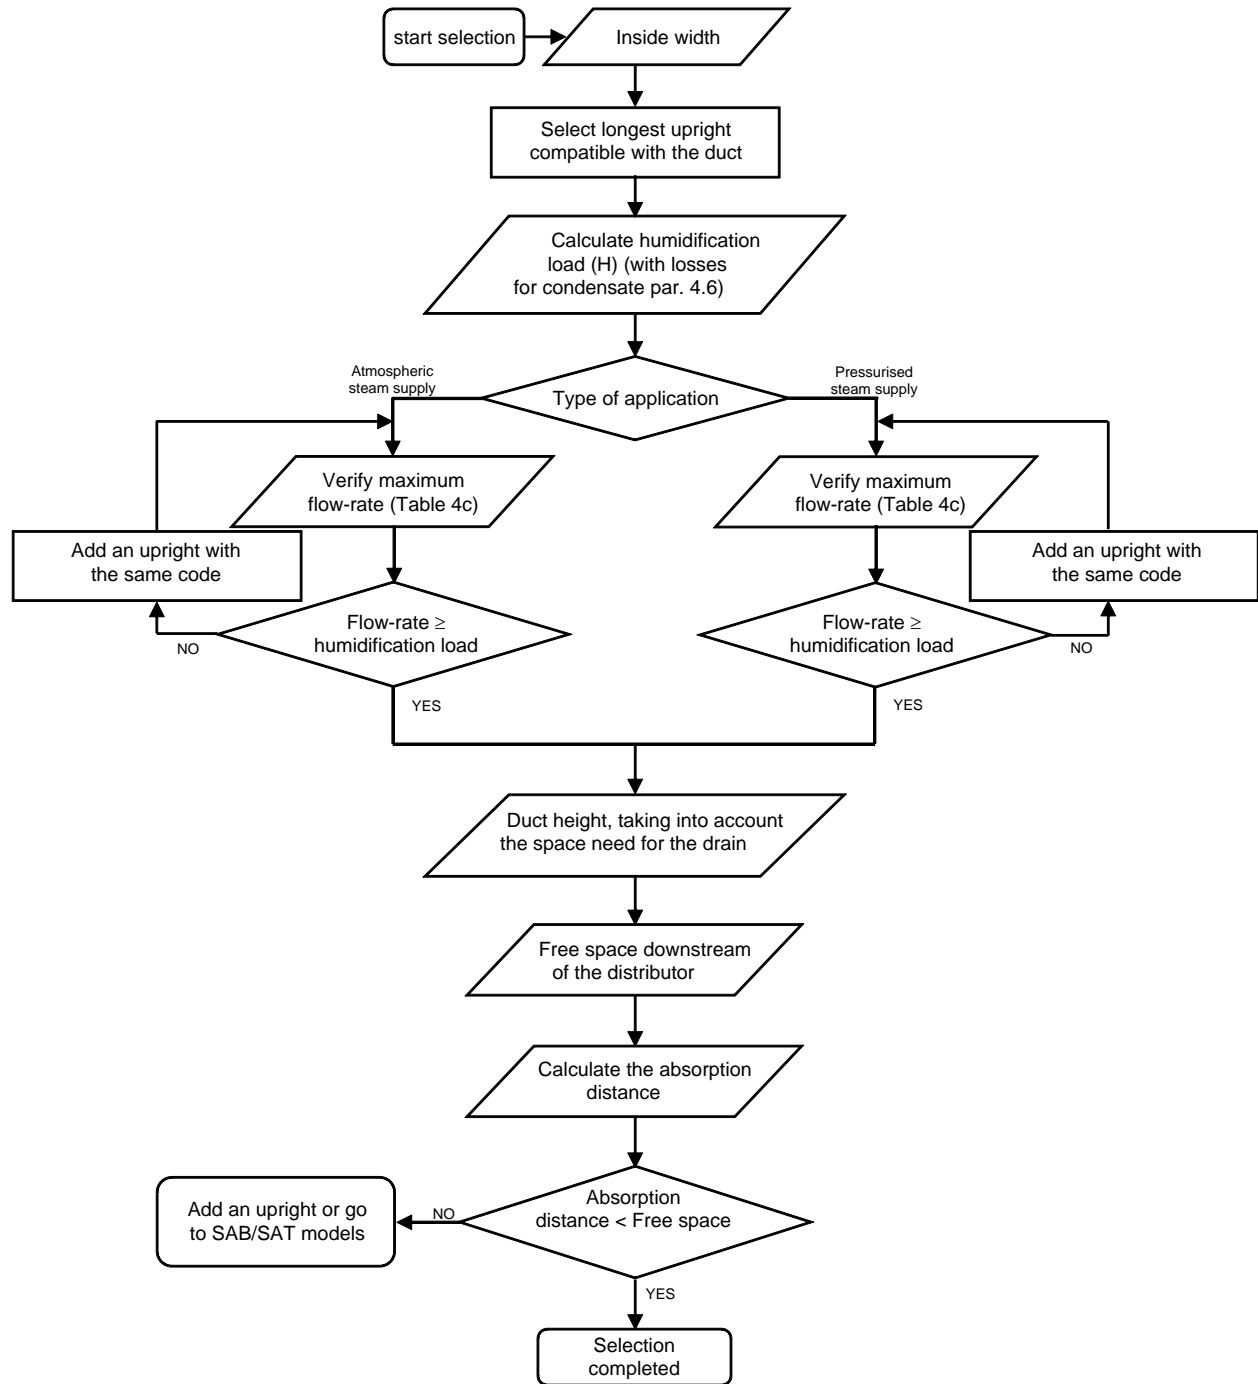 start selection
Inside width
Select longest upright
compatible with the duct
Calculate humidification
load (H) (with losses
for condensate par. 4.6)
Type of application
Atmospheric
steam supply
Pressurised
steam supply
Verify maximum
flow-rate (Table 4c)
Verify maximum
flow-rate (Table 4c)
Add an upright with
the same code
Add an upright with
the same code
Flow-rate ≥
humidification load
Flow-rate ≥
humidification load
NO
NO
YES
YES
Duct height, taking into account
the space need for the drain
Free space downstream
of the distributor
Calculate the absorption
distance
Absorption
distance < Free space
NO
Add an upright or go
to SAB/SAT models
YES
Selection
completed